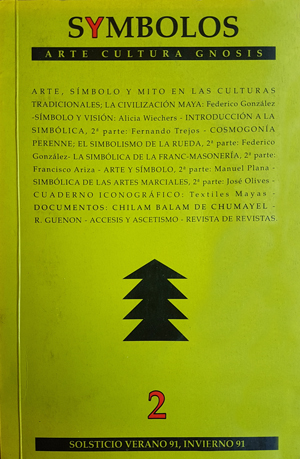 SYMBOLOS
ARTE CULTURA GNOSIS
ARTE, SÍMBOLO Y MITO EN LAS CULTURAS
TRADICIONALES; LA CIVILIZACIÓN MAYA: Federico González
-SÍMBOLO Y VISIÓN: Alicia Wiechers - INTRODUCCIÓN A LA
SIMBÓLICA, 2ª parte: Fernando Trejos - COSMOGONÍA
PERENNE; EL SIMBOLISMO DE LA RUEDA, 2ª parte: Federico
González- LA SIMBÓLICA DE LA FRANC-MASONERÍA, 2ª parte:
Francisco Ariza - ARTE Y SÍMBOLO, 2ª parte: Manuel Plana -
SIMBÓLICA DE LAS ARTES MARCIALES, 2ª parte: José Olives -
CUADERNO ICONOGRÁFICO: Textiles Mayas -
DOCUMENTOS: CHILAM BALAM DE CHUMAYEL -
R. GUENON - ACCESIS Y ASCETISMO - REVISTA DE REVISTAS.
2
SOLSTICIO VERANO 91, INVIERNO 91